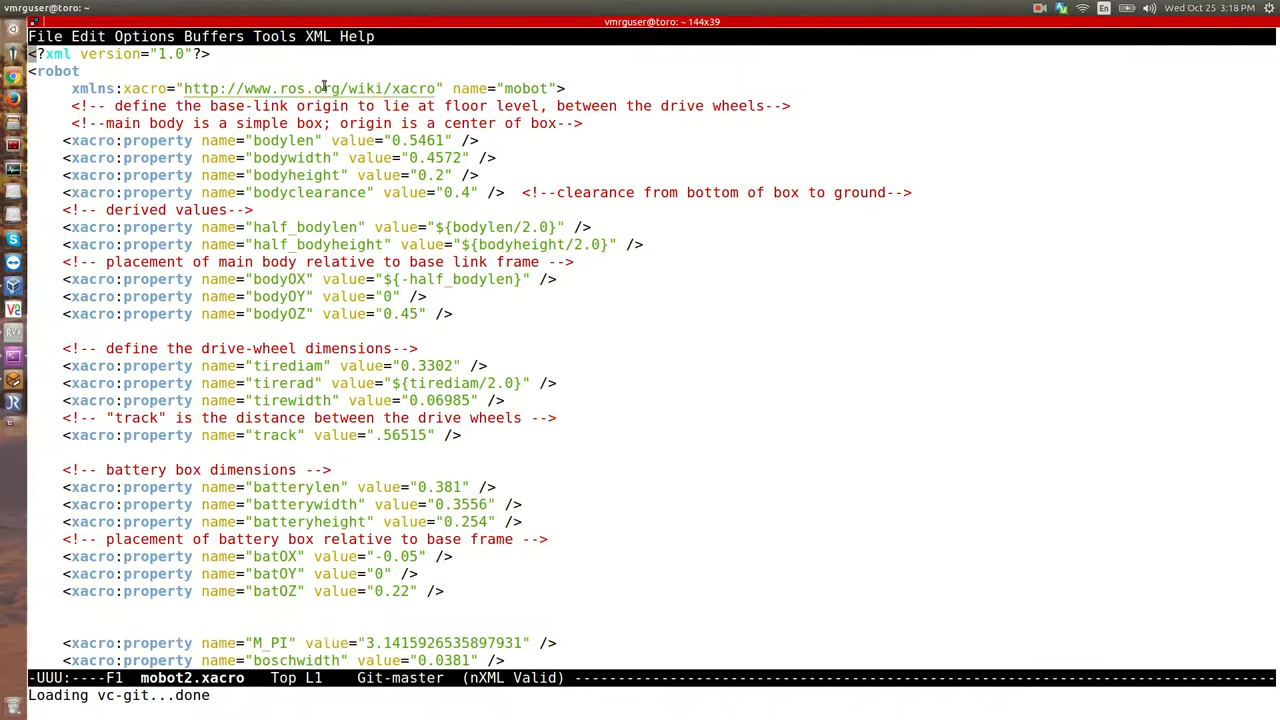 vmrguser@toro: ~
En
Wed Oct 25 3:18 PM
vmrguser@toro: ~ 144x39
File Edit Options Buffers Tools XML Help
<?xml version="1.0"?>
<robot
xmlns:xacro="http://www.ros.org/wiki/xacro" name="mobot">
<!-- define the base-link origin to lie at floor level, between the drive wheels-->
<!--main body is a simple box; origin is a center of box-->
<xacro:property name="bodylen" value="0.5461" />
<xacro:property name="bodywidth" value="0.4572" />
<xacro:property name="bodyheight" value="0.2" />
<xacro:property name="bodyclearance" value="0.4" />  <!--clearance from bottom of box to ground-->
<!-- derived values-->
<xacro:property name="half_bodylen" value="${bodylen/2.0}" />
<xacro:property name="half_bodyheight" value="${bodyheight/2.0}" />
<!-- placement of main body relative to base link frame -->
<xacro:property name="bodyOX" value="${-half_bodylen}" />
<xacro:property name="bodyOY" value="0" />
<xacro:property name="bodyOZ" value="0.45" />
<!-- define the drive-wheel dimensions-->
<xacro:property name="tirediam" value="0.3302" />
<xacro:property name="tirerad" value="${tirediam/2.0}" />
<xacro:property name="tirewidth" value="0.06985" />
<!-- "track" is the distance between the drive wheels -->
<xacro:property name="track" value=".56515" />
<!-- battery box dimensions -->
<xacro:property name="batterylen" value="0.381" />
<xacro:property name="batterywidth" value="0.3556" />
<xacro:property name="batteryheight" value="0.254" />
<!-- placement of battery box relative to base frame -->
<xacro:property name="batOX" value="-0.05" />
<xacro:property name="batOY" value="0" />
<xacro:property name="batOZ" value="0.22" />
<xacro:property name="M_PI" value="3.1415926535897931" />
<xacro:property name="boschwidth" value="0.0381" />
-UUU:----F1  mobot2.xacro   Top L1    Git-master  (nXML Valid)
Loading vc-git...done